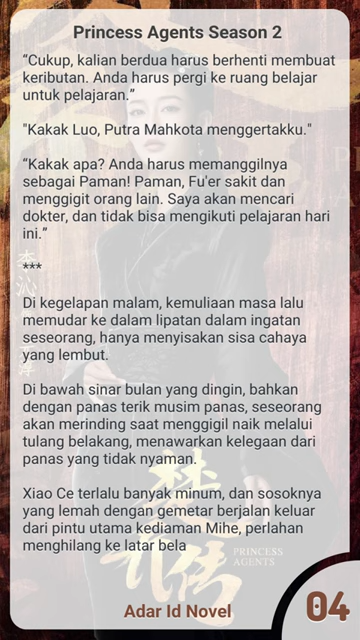 Princess Agents Season 2
“Cukup, kalian berdua harus berhenti membuat
keributan. Anda harus pergi ke ruang belajar
untuk pelajaran.”
"Kakak Luo, Putra Mahkota menggertakku."
“Kakak apa? Anda harus memanggilnya
sebagai Paman! Paman, Fu'er sakit dan
menggigit orang lain. Saya akan mencari
dokter, dan tidak bisa mengikuti pelajaran hari
ini.”
***
Di kegelapan malam, kemuliaan masa lalu
memudar ke dalam lipatan dalam ingatan
seseorang, hanya menyisakan sisa cahaya
yang lembut.
Di bawah sinar bulan yang dingin, bahkan
dengan panas terik musim panas, seseorang
akan merinding saat menggigil naik melalui
tulang belakang, menawarkan kelegaan dari
panas yang tidak nyaman.
Xiao Ce terlalu banyak minum, dan sosoknya
yang lemah dengan gemetar berjalan keluar
dari pintu utama kediaman Mihe, perlahan
menghilang ke latar bela
楚乔传
PRINCESS
AGENTS
Adar Id Novel
04